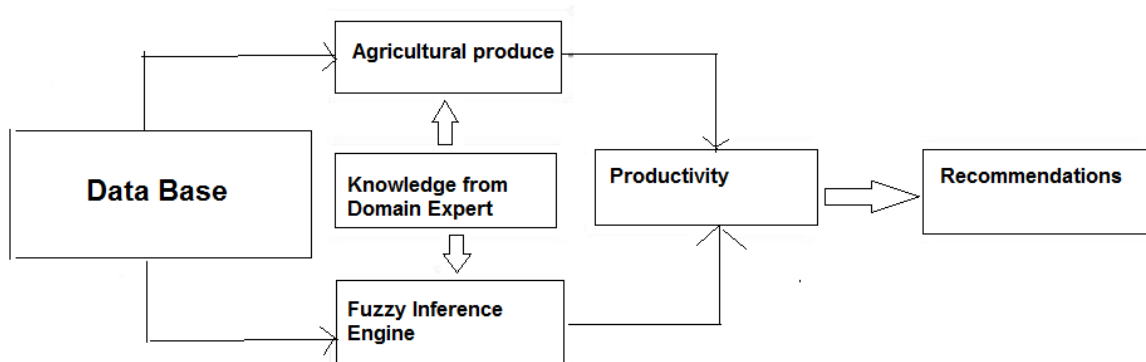 Agricultural produce
Data Base
Knowledge from
Domain Expert
Productivity
Recommendations
Fuzzy Inference
Engine